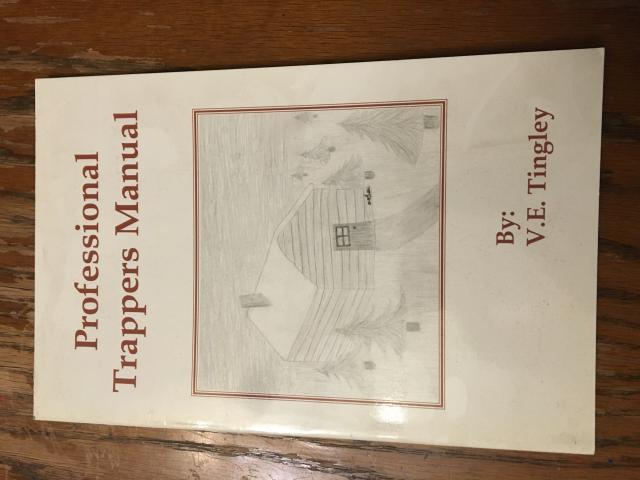 Professional
Trappers Manual
By:
V.E. Tingley